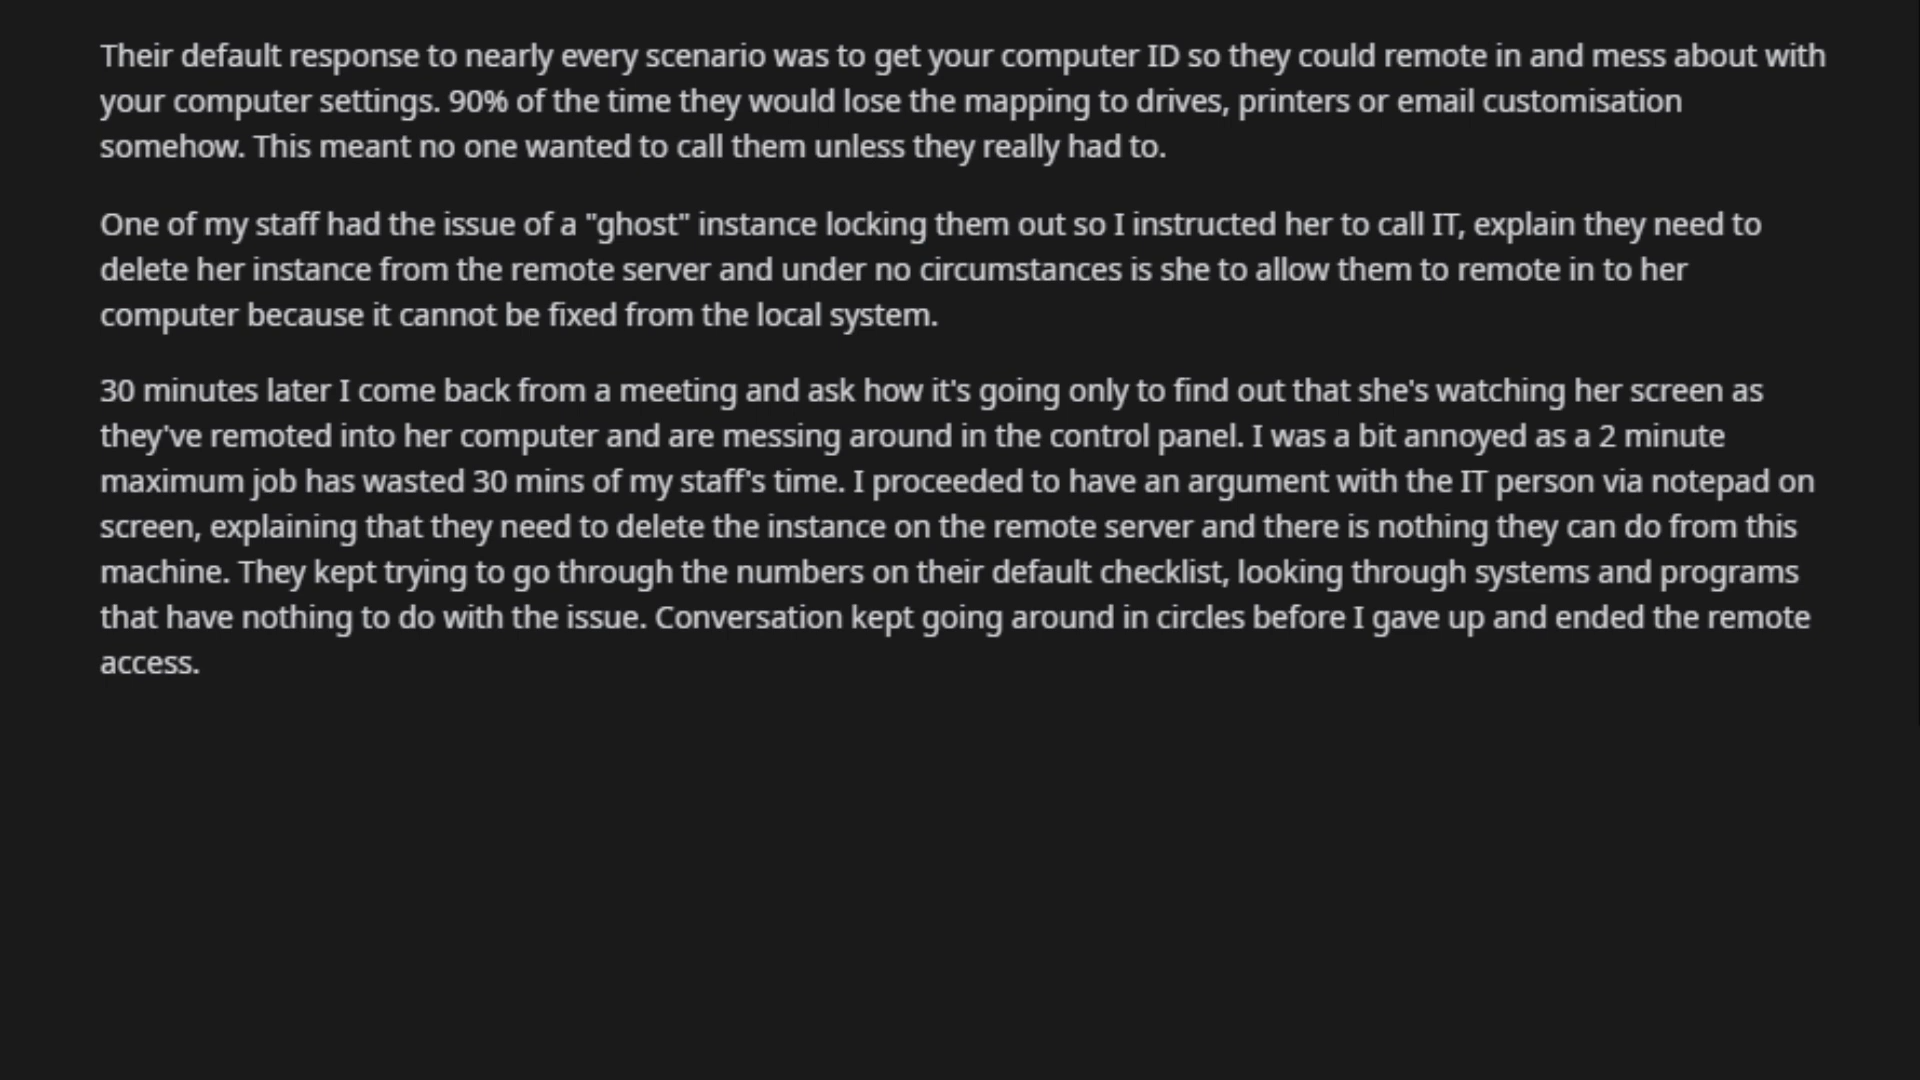 Their default response to nearly every scenario was to get your computer ID so they could remote in and mess about with
your computer settings. 90% of the time they would lose the mapping to drives, printers or email customisation
somehow. This meant no one wanted to call them unless they really had to.
One of my staff had the issue of a "ghost" instance locking them out so I instructed her to call IT, explain they need to
delete her instance from the remote server and under no circumstances is she to allow them to remote in to her
computer because it cannot be fixed from the local system.
30 minutes later I come back from a meeting and ask how it's going only to find out that she's watching her screen as
they've remoted into her computer and are messing around in the control panel. I was a bit annoyed as a 2 minute
maximum job has wasted 30 mins of my staff's time. I proceeded to have an argument with the IT person via notepad on
screen, explaining that they need to delete the instance on the remote server and there is nothing they can do from this
machine. They kept trying to go through the numbers on their default checklist, looking through systems and programs
that have nothing to do with the issue. Conversation kept going around in circles before I gave up and ended the remote
access.